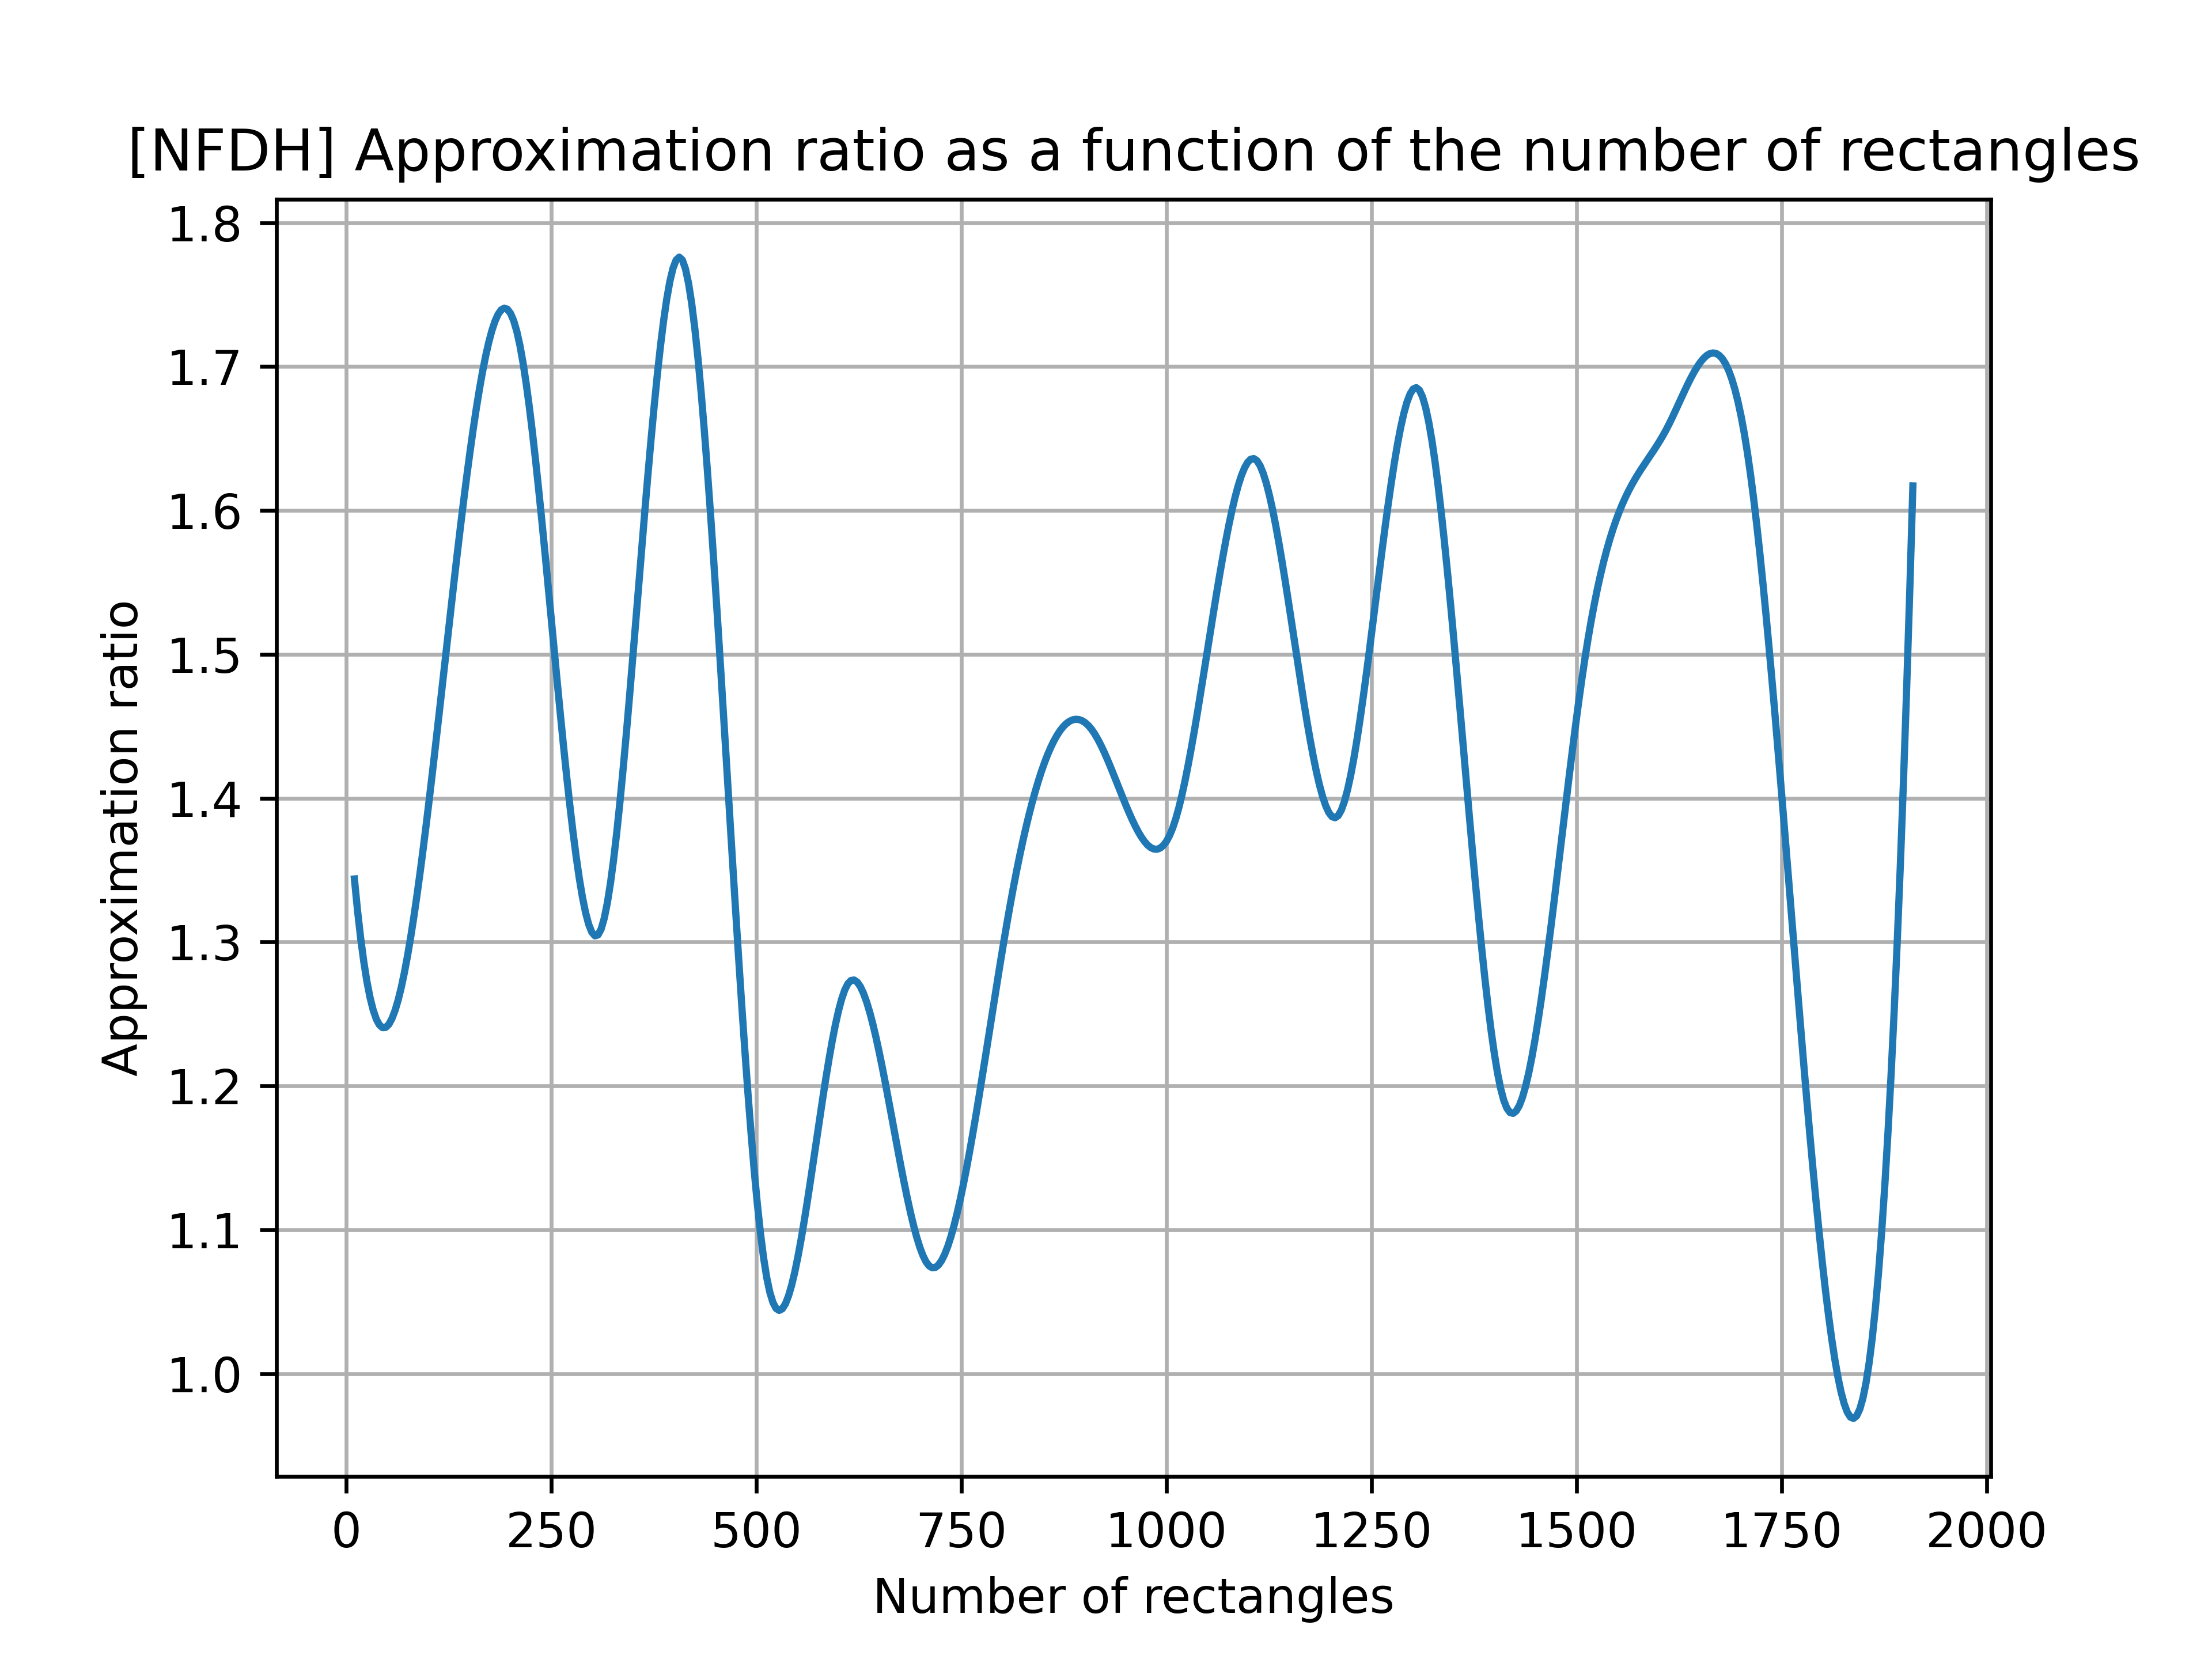 [NFDH] Approximation ratio as a function of the number of rectangles
1.8
1.7
1.6
1.5
1.4
1.3
1.2
1.1
1.0
Approximation ratio
0 250 500 750 1000 1250 1500 1750 2000
Number of rectangles